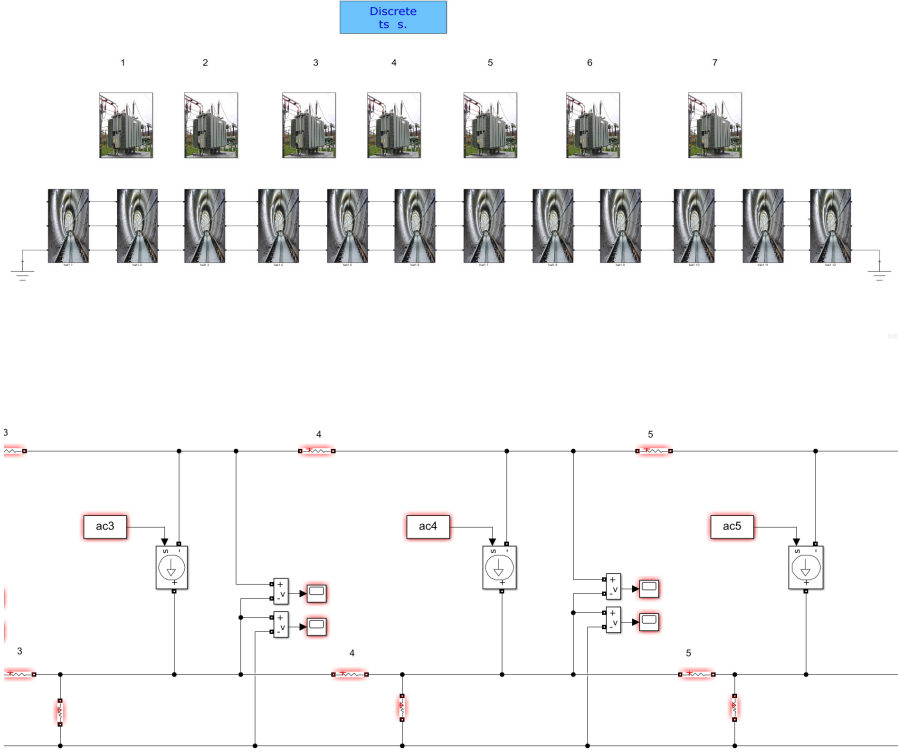 Discrete
ts s.
1 2 3 4 5 6 7
3 4 5
ac3 ac4 ac5
s - s - s -
+ + +
+ +
- v - v
+ +
- v - v
3 4 5